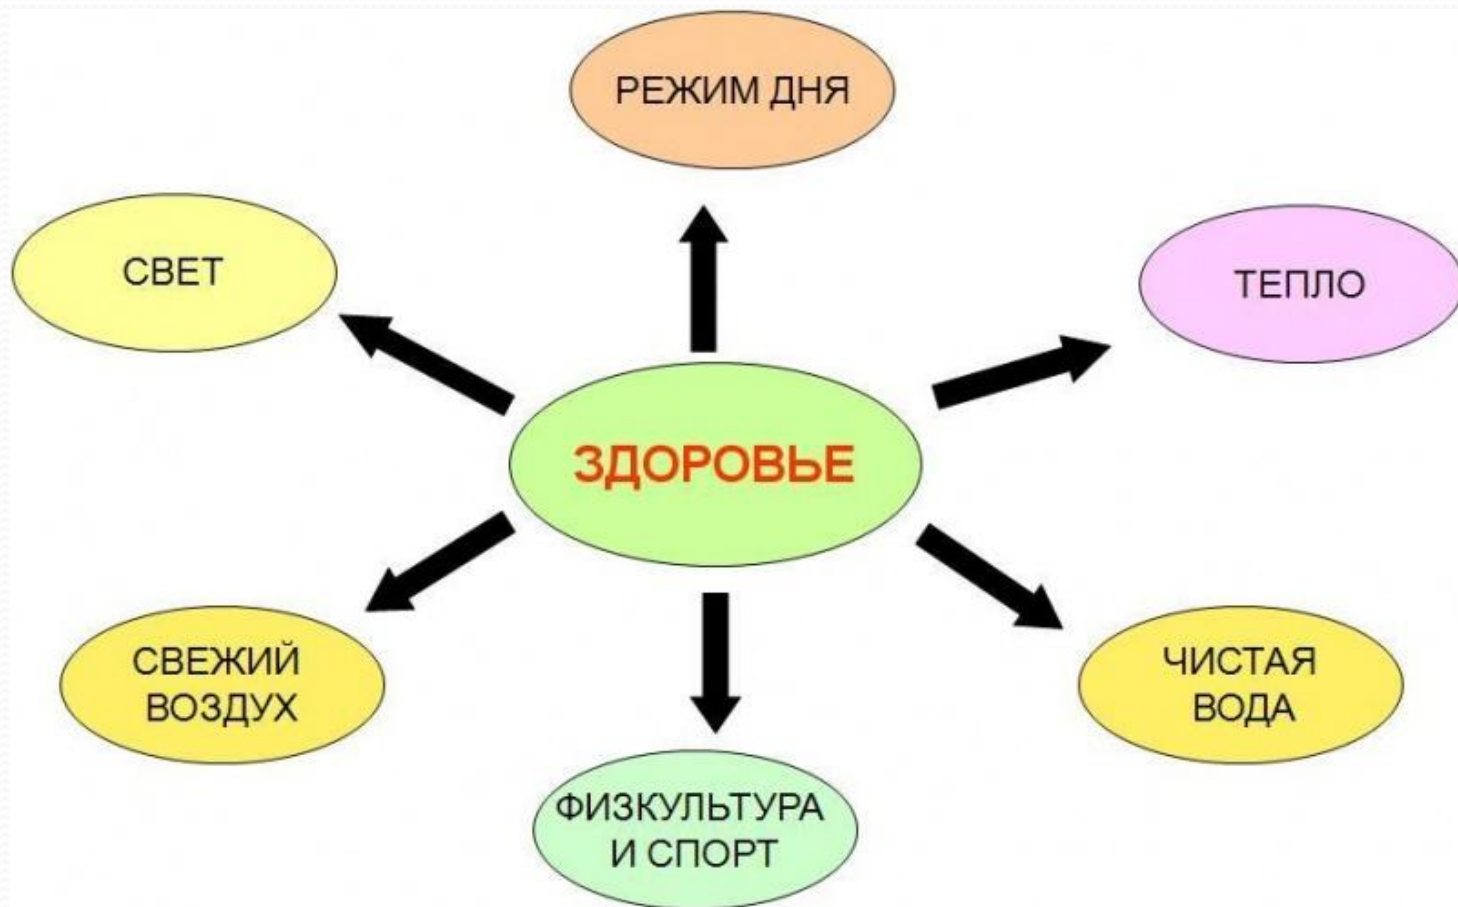 РЕЖИМ ДНЯ
СВЕТ
ТЕПЛО
ЗДОРОВЬЕ
СВЕЖИЙ
ВОЗДУХ
ЧИСТАЯ
ВОДА
ФИЗКУЛЬТУРА
И СПОРТ